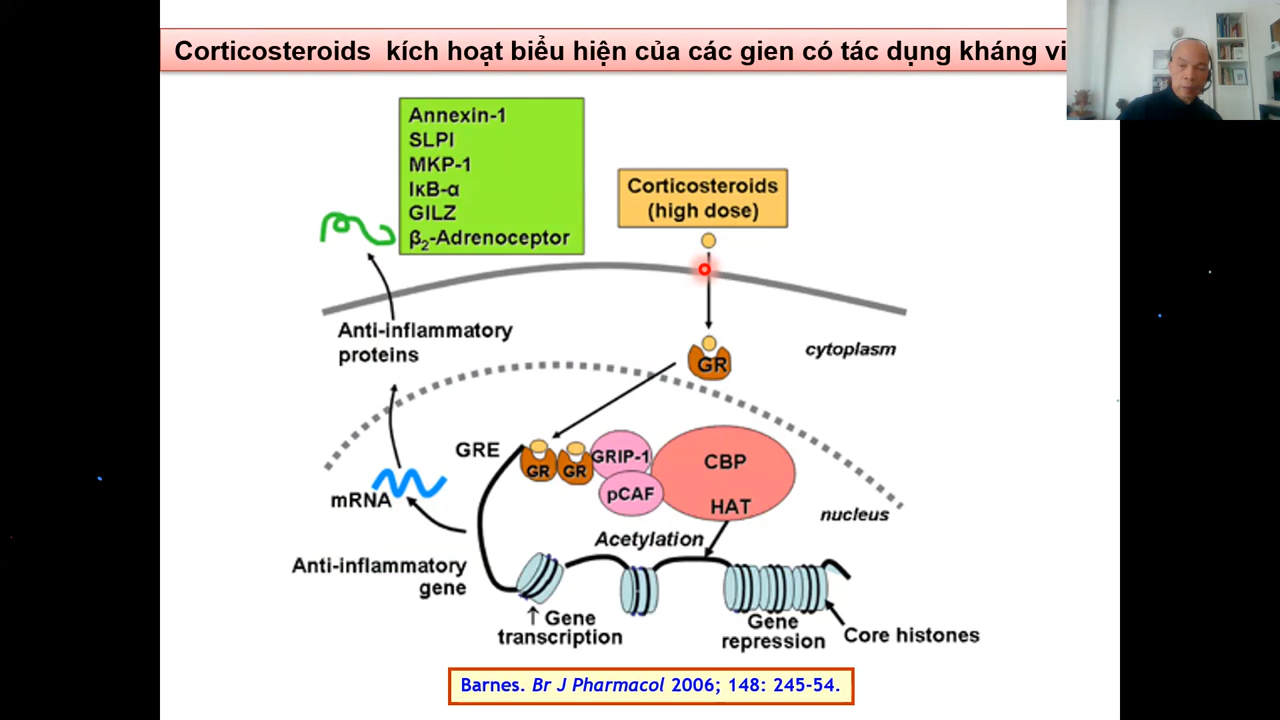 Corticosteroids kích hoạt biểu hiện của các gien có tác dụng kháng vi
Annexin-1
SLPI
MKP-1
IκB-α
GILZ
β2-Adrenoceptor
Corticosteroids
(high dose)
Anti-inflammatory
proteins
cytoplasm
GR
GRE
GR
GR
GRIP-1
CBP
pCAF
HAT
mRNA
nucleus
Acetylation
Anti-inflammatory
gene
↑ Gene
transcription
Gene
repression
Core histones
Barnes. Br J Pharmacol 2006; 148: 245-54.